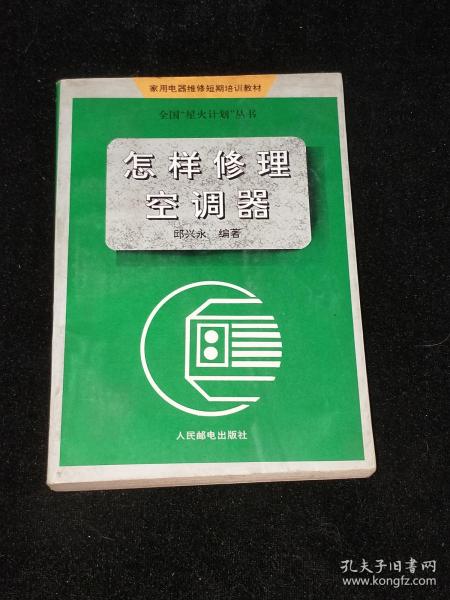 家用电器维修短期培训教材
全国“星火计划”丛书
怎样修理
空调器
邱兴永 编著
人民邮电出版社
孔夫子旧书网
www.kongfz.com